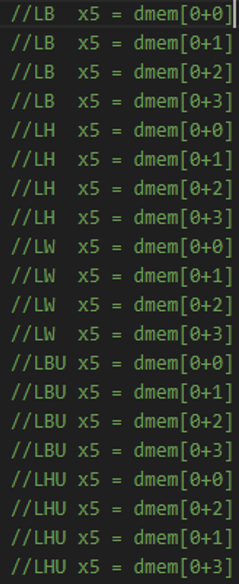 //LB  x5 = dmem[0+0]
//LB  x5 = dmem[0+1]
//LB  x5 = dmem[0+2]
//LB  x5 = dmem[0+3]
//LH  x5 = dmem[0+0]
//LH  x5 = dmem[0+1]
//LH  x5 = dmem[0+2]
//LH  x5 = dmem[0+3]
//LW  x5 = dmem[0+0]
//LW  x5 = dmem[0+1]
//LW  x5 = dmem[0+2]
//LW  x5 = dmem[0+3]
//LBU x5 = dmem[0+0]
//LBU x5 = dmem[0+1]
//LBU x5 = dmem[0+2]
//LBU x5 = dmem[0+3]
//LHU x5 = dmem[0+0]
//LHU x5 = dmem[0+2]
//LHU x5 = dmem[0+1]
//LHU x5 = dmem[0+3]